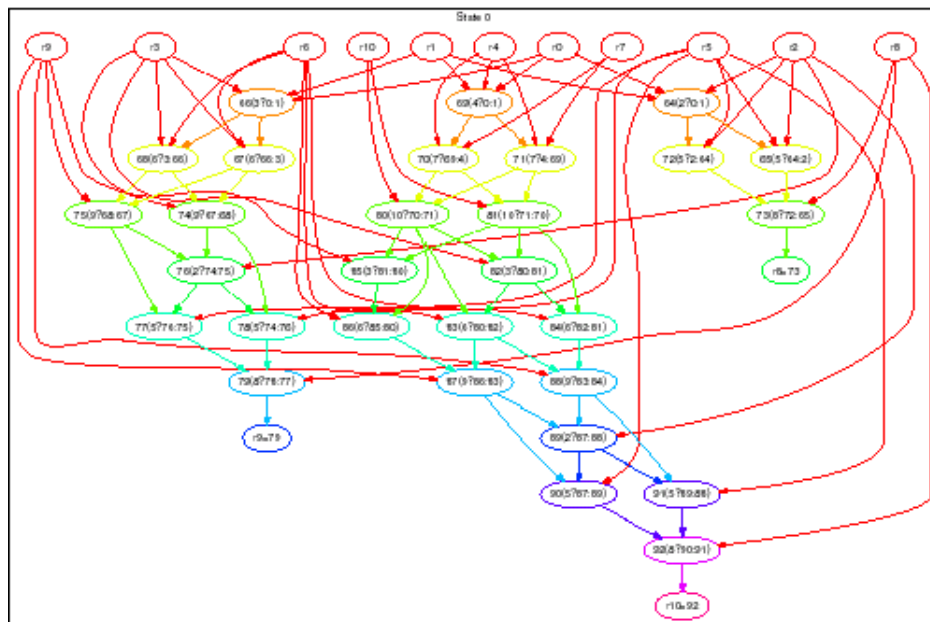 State 0
r9
r3
r6
r10
r1
r4
r0
r7
r5
r2
r8
66(3?0:1)
69(4?0:1)
64(2?0:1)
68(6?3:66)
67(6?66:3)
70(7?69:4)
71(7?4:69)
72(5?2:64)
65(5?64:2)
75(9?68:67)
74(9?67:68)
80(10?70:71)
81(10?71:70)
73(8?72:65)
76(2?74:75)
85(3?81:80)
82(3?80:81)
r8=73
77(5?76:75)
78(5?74:76)
86(6?85:80)
83(6?80:82)
84(6?82:81)
79(8?78:77)
87(9?86:83)
88(9?83:84)
r9=79
89(2?87:88)
90(5?87:89)
91(5?89:88)
92(8?90:91)
r10=92